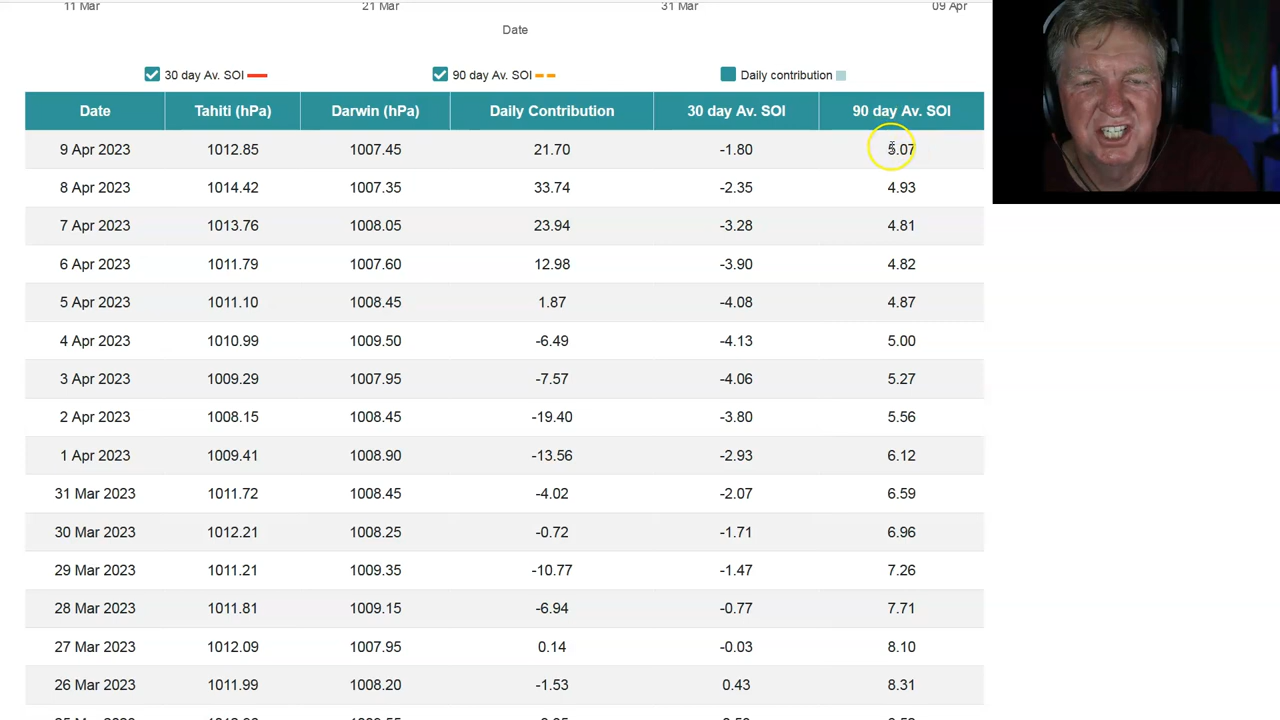 11 Mar 21 Mar 31 Mar 09 Apr
Date
30 day Av. SOI 90 day Av. SOI Daily contribution
Date Tahiti (hPa) Darwin (hPa) Daily Contribution 30 day Av. SOI 90 day Av. SOI
9 Apr 2023 1012.85 1007.45 21.70 -1.80 5.07
8 Apr 2023 1014.42 1007.35 33.74 -2.35 4.93
7 Apr 2023 1013.76 1008.05 23.94 -3.28 4.81
6 Apr 2023 1011.79 1007.60 12.98 -3.90 4.82
5 Apr 2023 1011.10 1008.45 1.87 -4.08 4.87
4 Apr 2023 1010.99 1009.50 -6.49 -4.13 5.00
3 Apr 2023 1009.29 1007.95 -7.57 -4.06 5.27
2 Apr 2023 1008.15 1008.45 -19.40 -3.80 5.56
1 Apr 2023 1009.41 1008.90 -13.56 -2.93 6.12
31 Mar 2023 1011.72 1008.45 -4.02 -2.07 6.59
30 Mar 2023 1012.21 1008.25 -0.72 -1.71 6.96
29 Mar 2023 1011.21 1009.35 -10.77 -1.47 7.26
28 Mar 2023 1011.81 1009.15 -6.94 -0.77 7.71
27 Mar 2023 1012.09 1007.95 0.14 -0.03 8.10
26 Mar 2023 1011.99 1008.20 -1.53 0.43 8.31